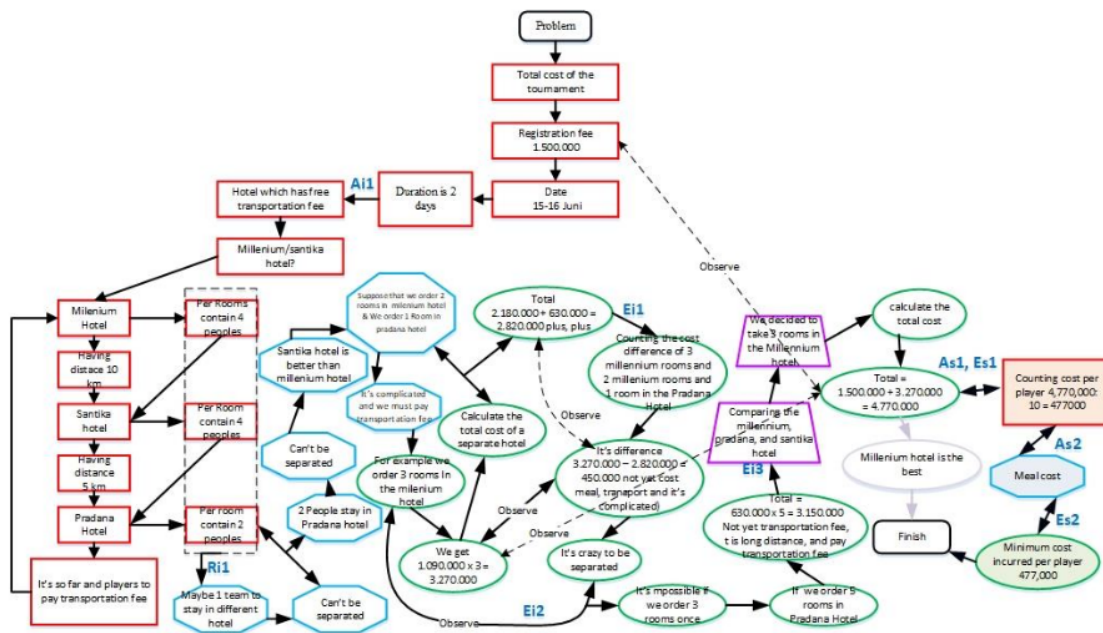 Problem
Total cost of the
tournament
Registration fee
1.500.000
Date
15-16 Juni
Duration is 2
days
Ai1
Hotel which has free
transportation fee
Millenium/santika
hotel?
Milenium
Hotel
Having
distace 10
km
Santika
hotel
Having
distance
5 km
Pradana
Hotel
It's so far and players to
pay transportation fee
Per Rooms
contain 4
peoples
Per Room
contain 4
peoples
Per room
contain 2
peoples
Ri1
Maybe 1 team to
stay in different
hotel
Can't be
separated
2 People stay in
Pradana hotel
Can't be
separated
Santika hotel is
better than
millenium hotel
Suppose that we order 2
rooms in milenium hotel
& We order 1 Room in
pradana hotel
It's complicated
and we must pay
transportation fee
For example we
order 3 rooms in
the milenium
hotel
We get
1.090.000 x 3=
3.270.000
Calculate the
total cost of a
separate hotel
Total
2.180.000 + 630.000 =
2.820.000 plus, plus
Ei1
Counting the cost
difference of 3
millennium rooms and
2 millenium rooms and
1 room in the Pradana
Hotel
Observe
It's difference
3.270.000 – 2.820.000 =
450.000 not yet cost
meal, transport and it's
complicated)
Observe
Observe
It's crazy to be
separated
Ei2
Observe
It's mpossible if
we order 3
rooms once
If we order 5
rooms in
Pradana Hotel
Total =
630.000 x 5 = 3.150.000
Not yet transportation fee,
t is long distance, and pay
transportation fee
Ei3
Comparing the
millennium,
pradana, and santika
hotel
We decided to
take 3 rooms in
the Millennium
hotel
Observe
calculate the
total cost
Total =
1.500.000 + 3.270.000
= 4.770.000
As1, Es1
Counting cost per
player 4,770,000:
10 = 477000
As2
Meal cost
Es2
Minimum cost
incurred per player
477,000
Millenium hotel is the
best
Finish